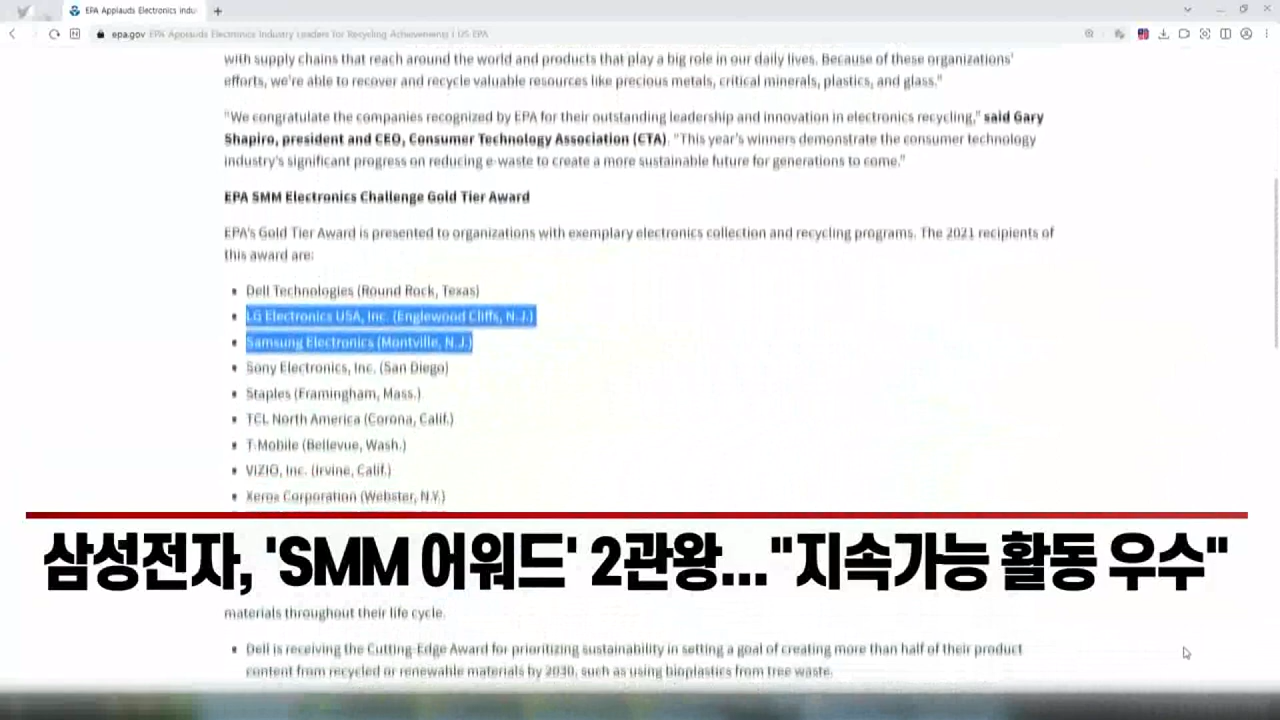 EPA Applauds Electronics Indu
epa.gov EPA Applauds Electronics Industry Leaders for Recycling Achievements | US EPA
with supply chains that reach around the world and products that play a big role in our daily lives. Because of these organizations'
efforts, we're able to recover and recycle valuable resources like precious metals, critical minerals, plastics, and glass."
"We congratulate the companies recognized by EPA for their outstanding leadership and innovation in electronics recycling," said Gary
Shapiro, president and CEO, Consumer Technology Association (CTA). "This year's winners demonstrate the consumer technology
industry's significant progress on reducing e-waste to create a more sustainable future for generations to come."
EPA SMM Electronics Challenge Gold Tier Award
EPA's Gold Tier Award is presented to organizations with exemplary electronics collection and recycling programs. The 2021 recipients of
this award are:
• Dell Technologies (Round Rock, Texas)
• LG Electronics USA, Inc. (Englewood Cliffs, N.J.)
• Samsung Electronics (Montville, N.J.)
• Sony Electronics, Inc. (San Diego)
• Staples (Framingham, Mass.)
• TCL North America (Corona, Calif.)
• T-Mobile (Bellevue, Wash.)
• VIZIO, Inc. (Irvine, Calif.)
• Xerox Corporation (Webster, N.Y.)
삼성전자, 'SMM 어워드' 2관왕..."지속가능 활동 우수"
materials throughout their life cycle.
• Dell is receiving the Cutting-Edge Award for prioritizing sustainability in setting a goal of creating more than half of their product
content from recycled or renewable materials by 2030, such as using bioplastics from tree waste.